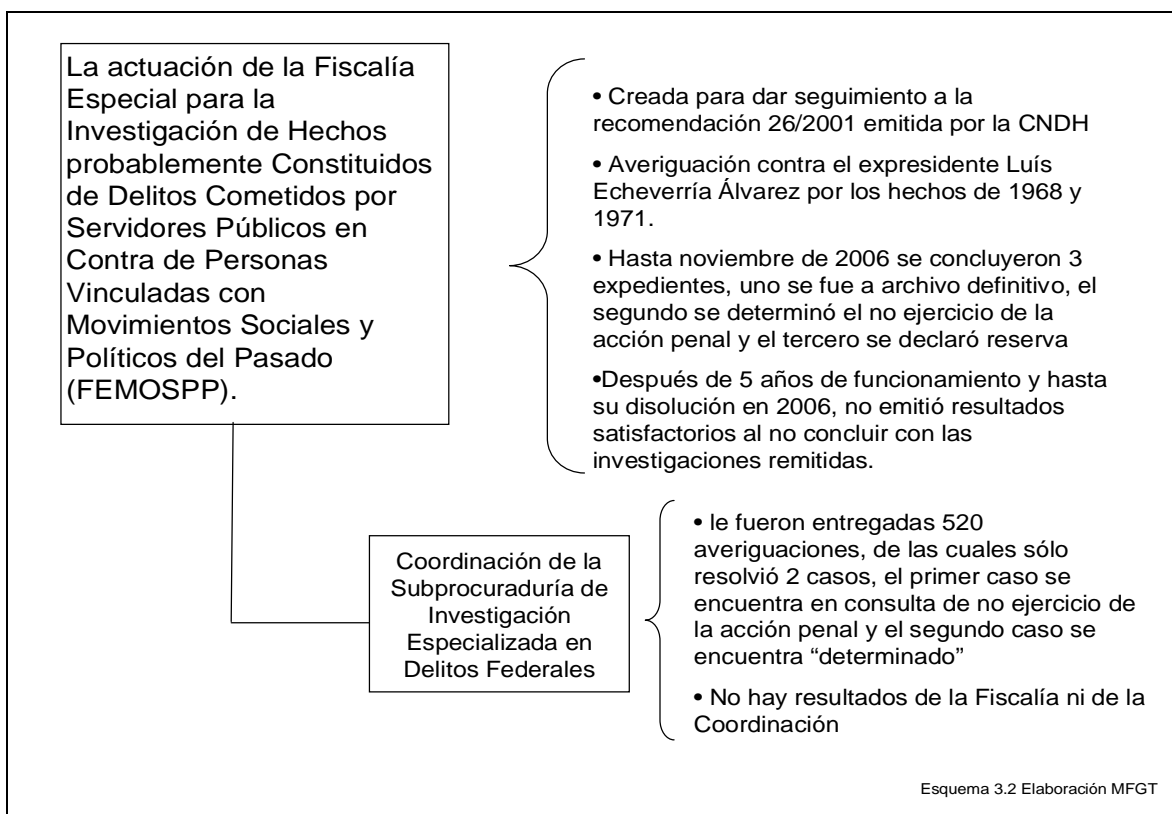 La actuación de la Fiscalía
Especial para la
Investigación de Hechos
probablemente Constituidos
de Delitos Cometidos por
Servidores Públicos en
Contra de Personas
Vinculadas con
Movimientos Sociales y
Políticos del Pasado
(FEMOSPP).
• Creada para dar seguimiento a la
recomendación 26/2001 emitida por la CNDH
• Averiguación contra el expresidente Luís
Echeverría Álvarez por los hechos de 1968 y
1971.
• Hasta noviembre de 2006 se concluyeron 3
expedientes, uno se fue a archivo definitivo, el
segundo se determinó el no ejercicio de la
acción penal y el tercero se declaró reserva
•Después de 5 años de funcionamiento y hasta
su disolución en 2006, no emitió resultados
satisfactorios al no concluir con las
investigaciones remitidas.
Coordinación de la
Subprocuraduría de
Investigación
Especializada en
Delitos Federales
• le fueron entregadas 520
averiguaciones, de las cuales sólo
resolvió 2 casos, el primer caso se
encuentra en consulta de no ejercicio de
la acción penal y el segundo caso se
encuentra “determinado”
• No hay resultados de la Fiscalía ni de la
Coordinación
Esquema 3.2 Elaboración MFGT